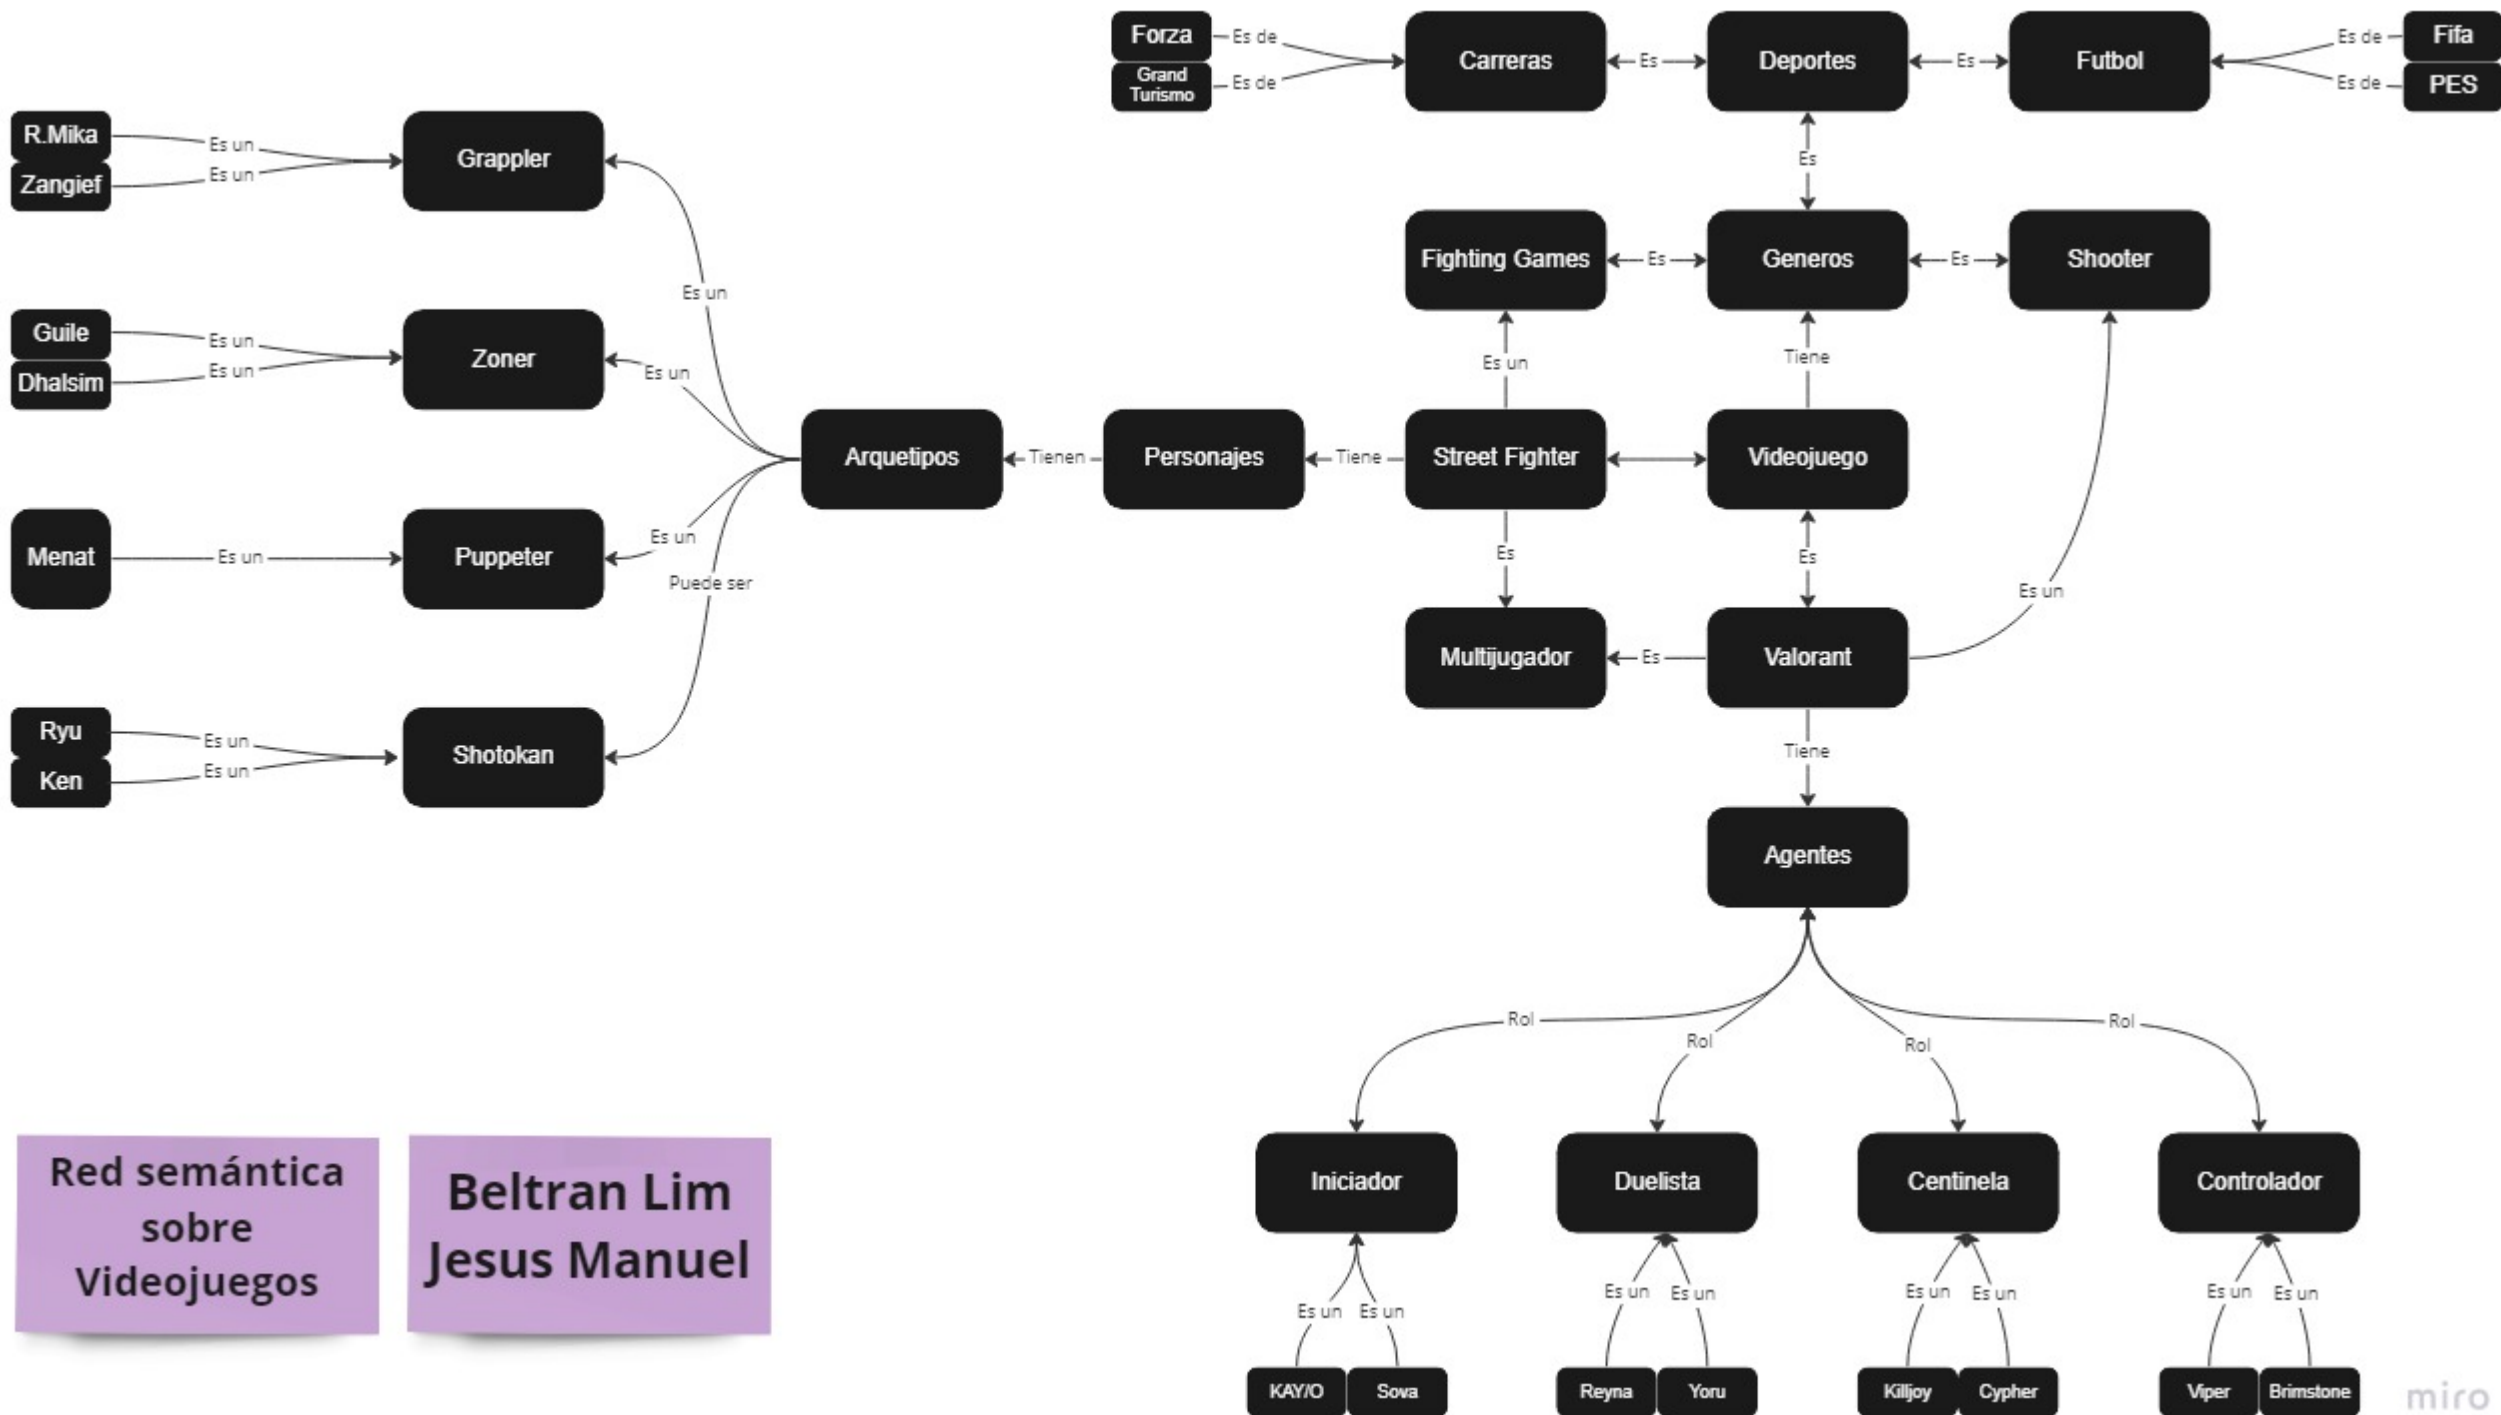 Forza
Es de
Carreras
Es
Deportes
Es
Futbol
Es de
Fifa
Grand
Turismo
Es de
Es de
PES
R.Mika
Es un
Grappler
Es
Zangief
Es un
Fighting Games
Es
Generos
Es
Shooter
Es un
Guile
Es un
Zoner
Es un
Es un
Tiene
Dhalsim
Es un
Arquetipos
Tienen
Personajes
Tiene
Street Fighter
Videojuego
Menat
Es un
Puppeter
Es un
Es
Es
Es un
Puede ser
Multijugador
Es
Valorant
Ryu
Es un
Shotokan
Tiene
Ken
Es un
Agentes
Rol
Rol
Rol
Rol
Iniciador
Duelista
Centinela
Controlador
Es un
Es un
Es un
Es un
Es un
Es un
Es un
Es un
KAY/O
Sova
Reyna
Yoru
Killjoy
Cypher
Viper
Brimstone
Red semántica
sobre
Videojuegos
Beltran Lim
Jesus Manuel
miro